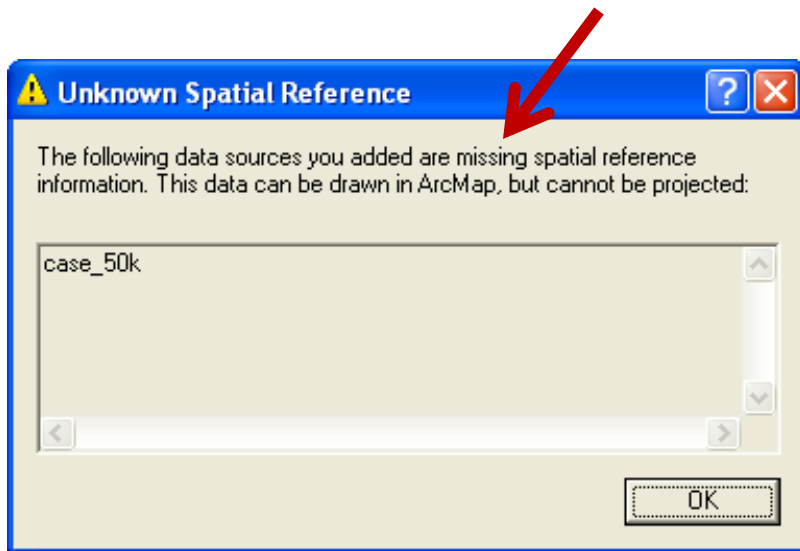 Unknown Spatial Reference
The following data sources you added are missing spatial reference
information. This data can be drawn in ArcMap, but cannot be projected:
case_50k
OK